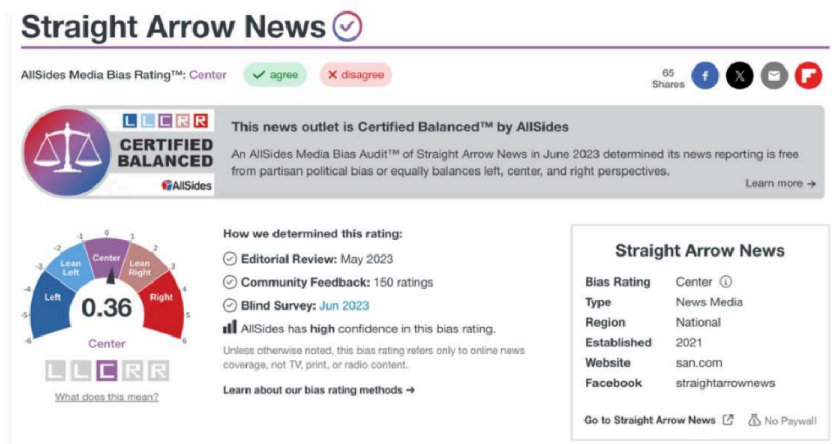 Straight Arrow News
AllSides Media Bias Rating™: Center
agree
disagree
65
Shares
L L C R R
CERTIFIED
BALANCED
AllSides
This news outlet is Certified Balanced™ by AllSides
An AllSides Media Bias Audit™ of Straight Arrow News in June 2023 determined its news reporting is free
from partisan political bias or equally balances left, center, and right perspectives.
Learn more →
-6 -5 -4 -3 -2 -1 0 1 2 3 4 5 6
Left
Lean Left
Center
Lean Right
Right
0.36
Center
L L C R R
What does this mean?
How we determined this rating:
Editorial Review: May 2023
Community Feedback: 150 ratings
Blind Survey: Jun 2023
AllSides has high confidence in this bias rating.
Unless otherwise noted, this bias rating refers only to online news
coverage, not TV, print, or radio content.
Learn about our bias rating methods →
Straight Arrow News
Bias Rating Center
Type News Media
Region National
Established 2021
Website san.com
Facebook straightarrownews
Go to Straight Arrow News
No Paywall